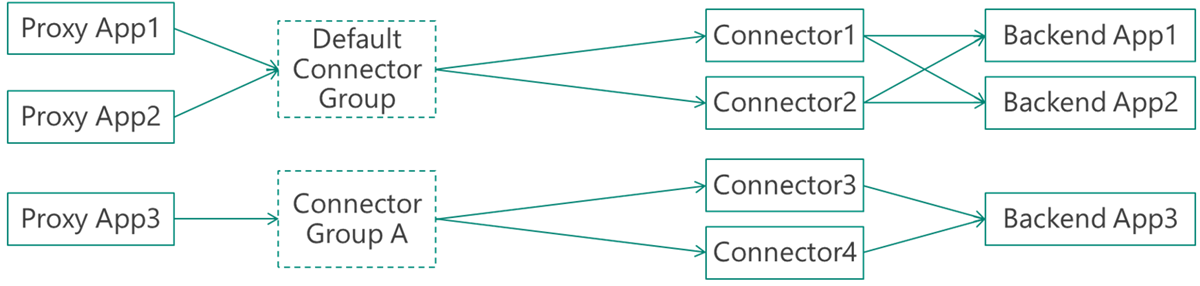 Proxy App1
Default
Connector
Group
Connector1
Backend App1
Proxy App2
Connector2
Backend App2
Proxy App3
Connector
Group A
Connector3
Connector4
Backend App3